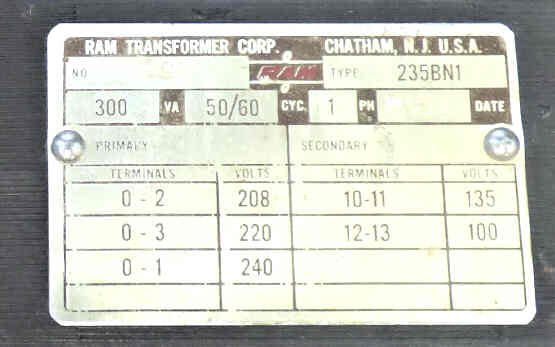 RAM TRANSFORMER CORP. CHATHAM, N.J. U.S.A.
NO RAM TYPE 235BN1
300 VA 50/60 CYC. 1 PH DATE
PRIMARY SECONDARY
TERMINALS VOLTS TERMINALS VOLTS
0-2 208 10-11 135
0-3 220 12-13 100
0-1 240